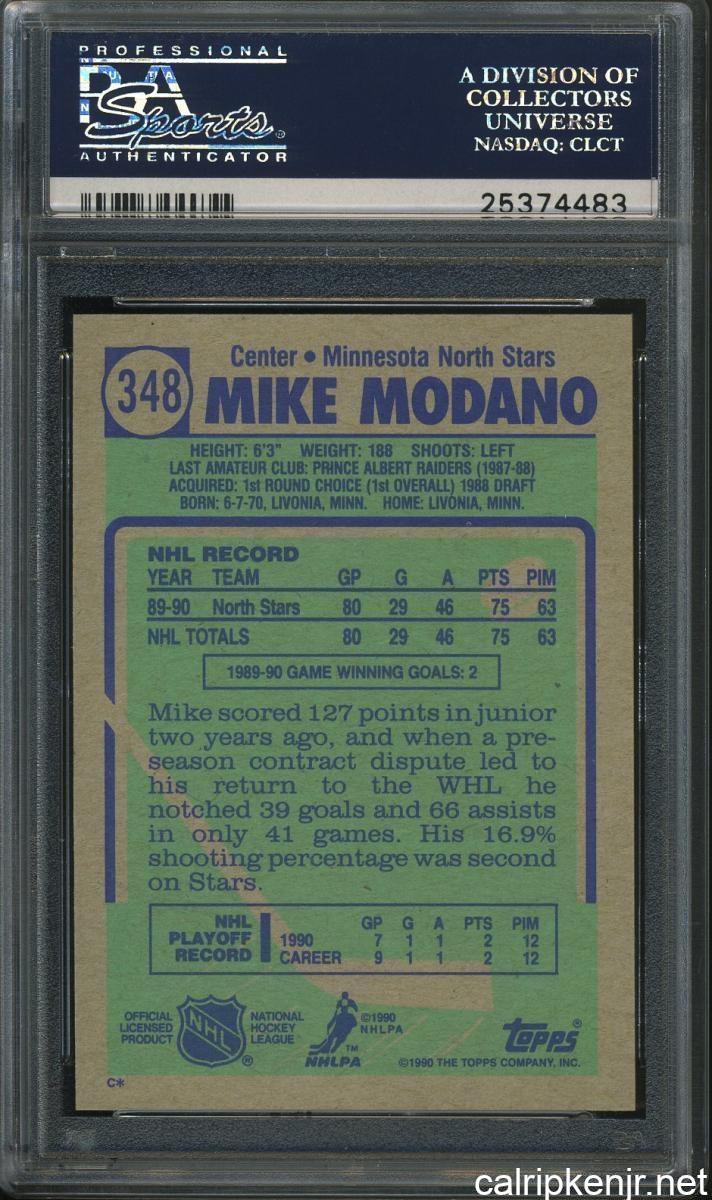 PROFESSIONAL
PSA
Sports
AUTHENTICATOR
A DIVISION OF
COLLECTORS
UNIVERSE
NASDAQ: CLCT
25374483
348
Center • Minnesota North Stars
MIKE MODANO
HEIGHT: 6'3" WEIGHT: 188 SHOOTS: LEFT
LAST AMATEUR CLUB: PRINCE ALBERT RAIDERS (1987-88)
ACQUIRED: 1st ROUND CHOICE (1st OVERALL) 1988 DRAFT
BORN: 6-7-70, LIVONIA, MINN. HOME: LIVONIA, MINN.
NHL RECORD
YEAR TEAM GP G A PTS PIM
89-90 North Stars 80 29 46 75 63
NHL TOTALS 80 29 46 75 63
1989-90 GAME WINNING GOALS: 2
Mike scored 127 points in junior
two years ago, and when a pre-
season contract dispute led to
his return to the WHL he
notched 39 goals and 66 assists
in only 41 games. His 16.9%
shooting percentage was second
on Stars.
NHL PLAYOFF RECORD
GP G A PTS PIM
1990 7 1 1 2 12
CAREER 9 1 1 2 12
OFFICIAL LICENSED PRODUCT
NHL
®
NATIONAL HOCKEY LEAGUE
©1990 NHLPA
TM
NHLPA
topps®
©1990 THE TOPPS COMPANY, INC.
C*
calripkenjr.net